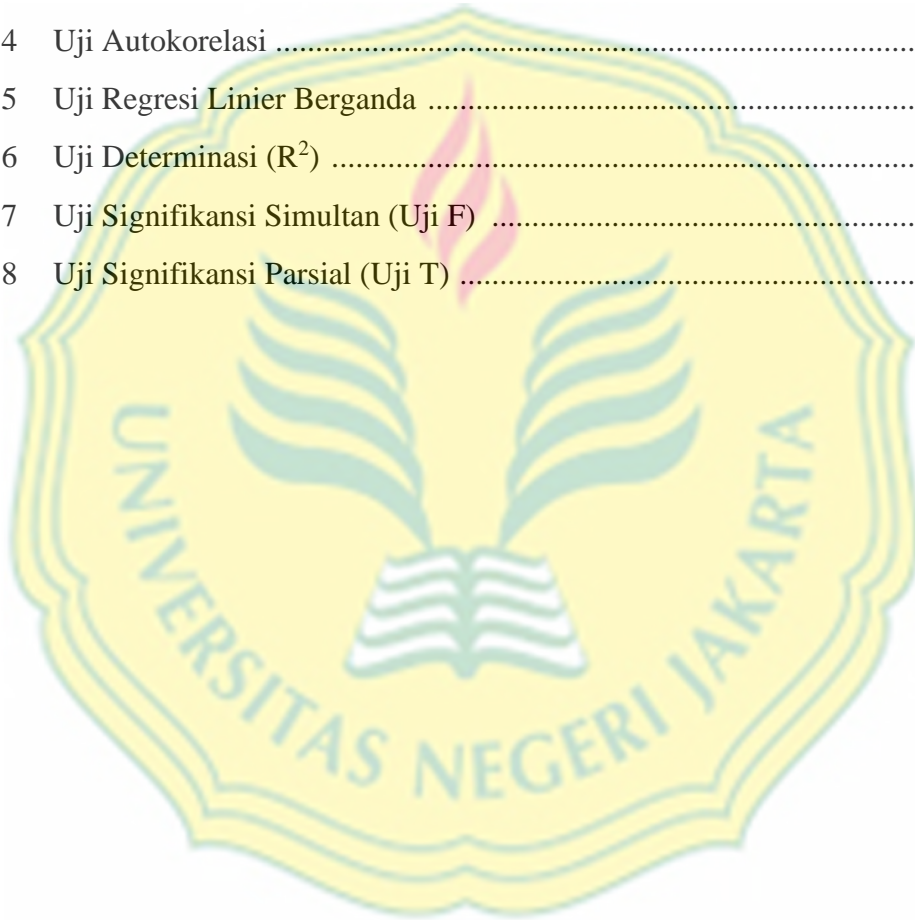 4 Uji Autokorelasi ........................................................................
5 Uji Regresi Linier Berganda ........................................................................
6 Uji Determinasi (R²) ........................................................................
7 Uji Signifikansi Simultan (Uji F) ........................................................................
8 Uji Signifikansi Parsial (Uji T) ........................................................................
UNIVERSITAS NEGERI JAKARTA